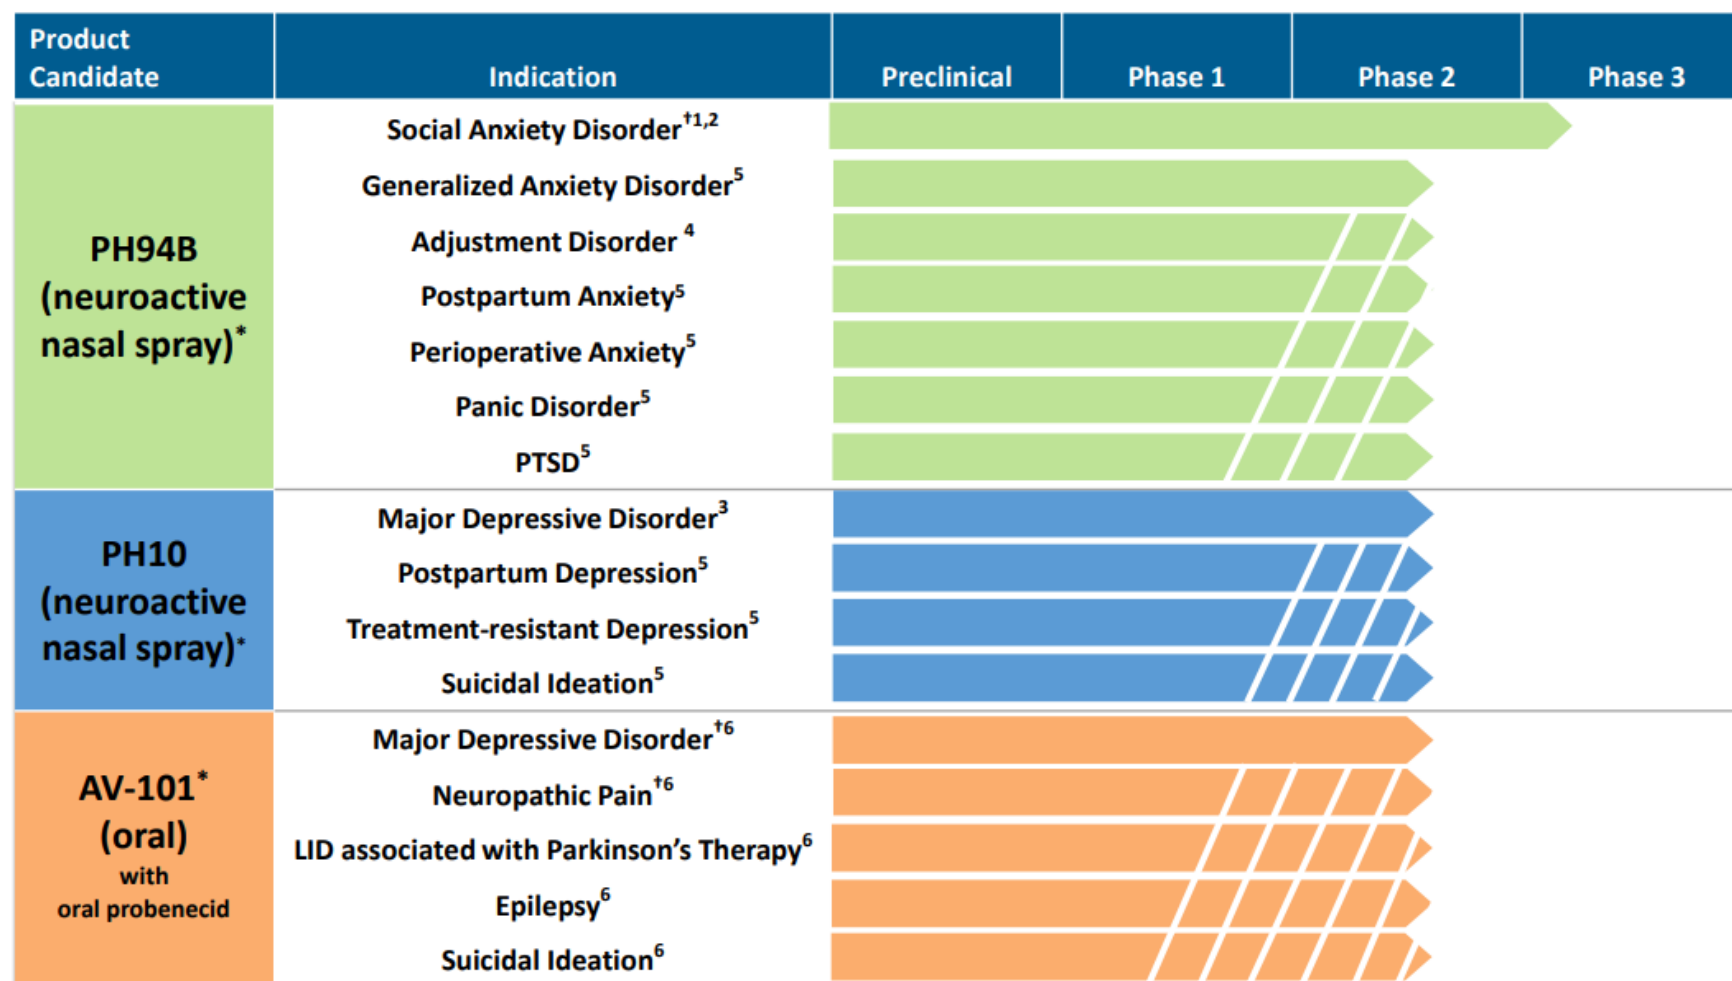 Product
Candidate
Indication
Preclinical
Phase 1
Phase 2
Phase 3
PH94B
(neuroactive
nasal spray)*
Social Anxiety Disorder†1,2
Generalized Anxiety Disorder5
Adjustment Disorder 4
Postpartum Anxiety5
Perioperative Anxiety5
Panic Disorder5
PTSD5
PH10
(neuroactive
nasal spray)*
Major Depressive Disorder3
Postpartum Depression5
Treatment-resistant Depression5
Suicidal Ideation5
AV-101*
(oral)
with
oral probenecid
Major Depressive Disorder†6
Neuropathic Pain†6
LID associated with Parkinson’s Therapy6
Epilepsy6
Suicidal Ideation6